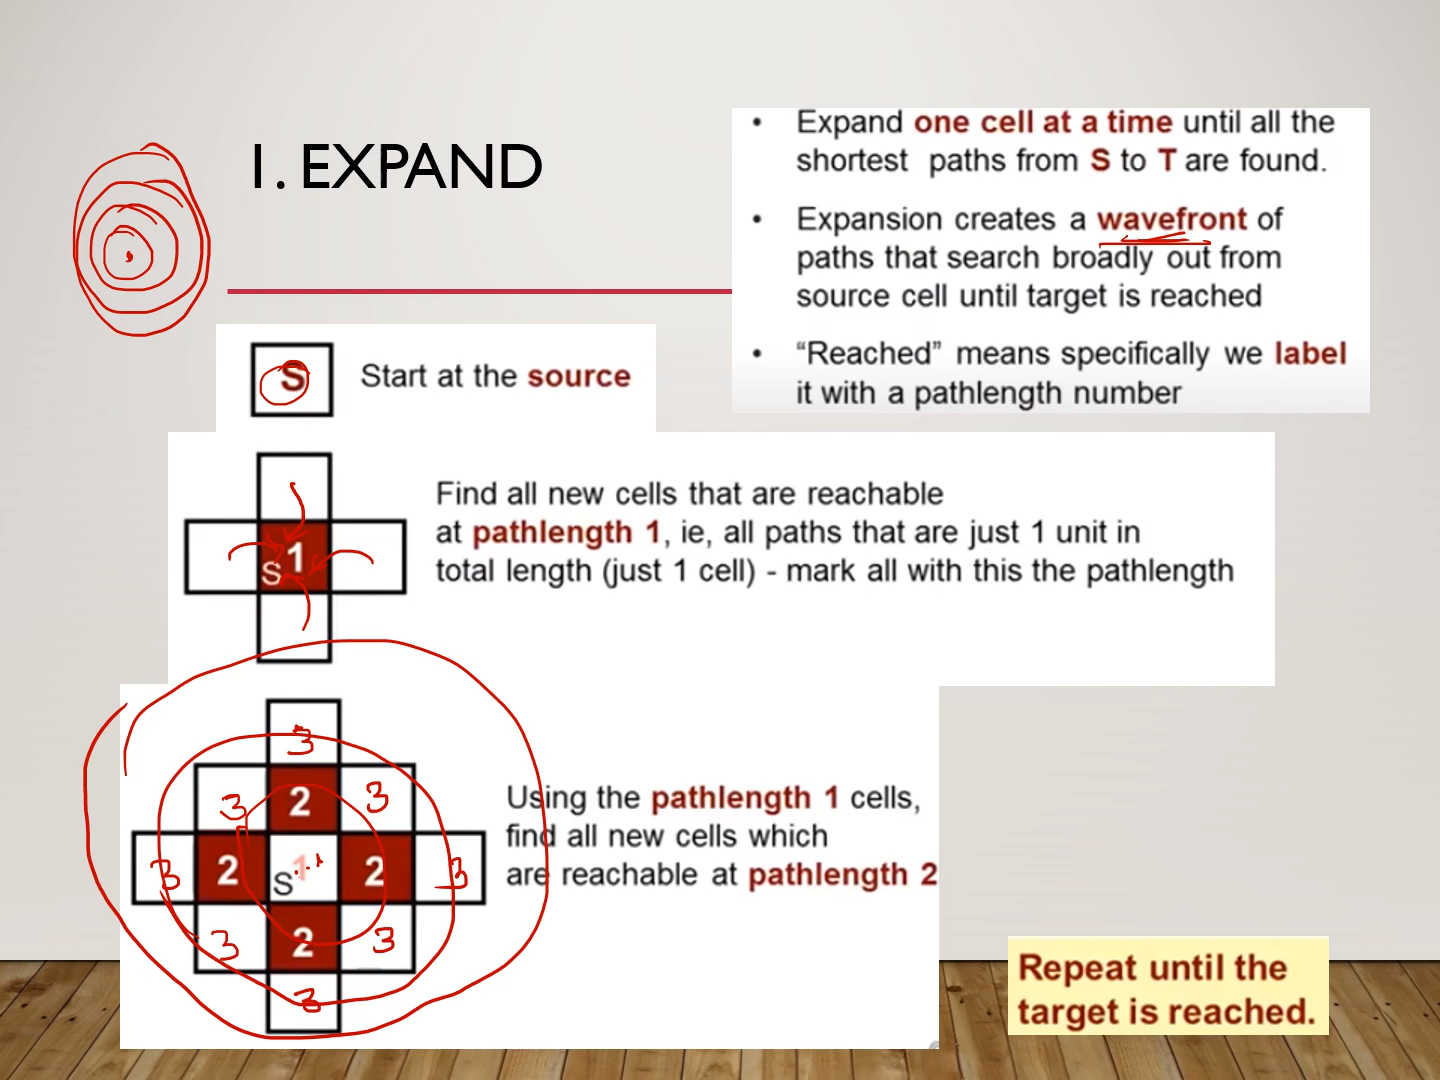 1. EXPAND
• Expand one cell at a time until all the
shortest paths from S to T are found.
• Expansion creates a wavefront of
paths that search broadly out from
source cell until target is reached
• “Reached” means specifically we label
it with a pathlength number
S
Start at the source
S 1
Find all new cells that are reachable
at pathlength 1, ie, all paths that are just 1 unit in
total length (just 1 cell) - mark all with this the pathlength
3
3 2 3
3 2 S 1 2 3
3 2 3
3
Using the pathlength 1 cells,
find all new cells which
are reachable at pathlength 2
Repeat until the
target is reached.